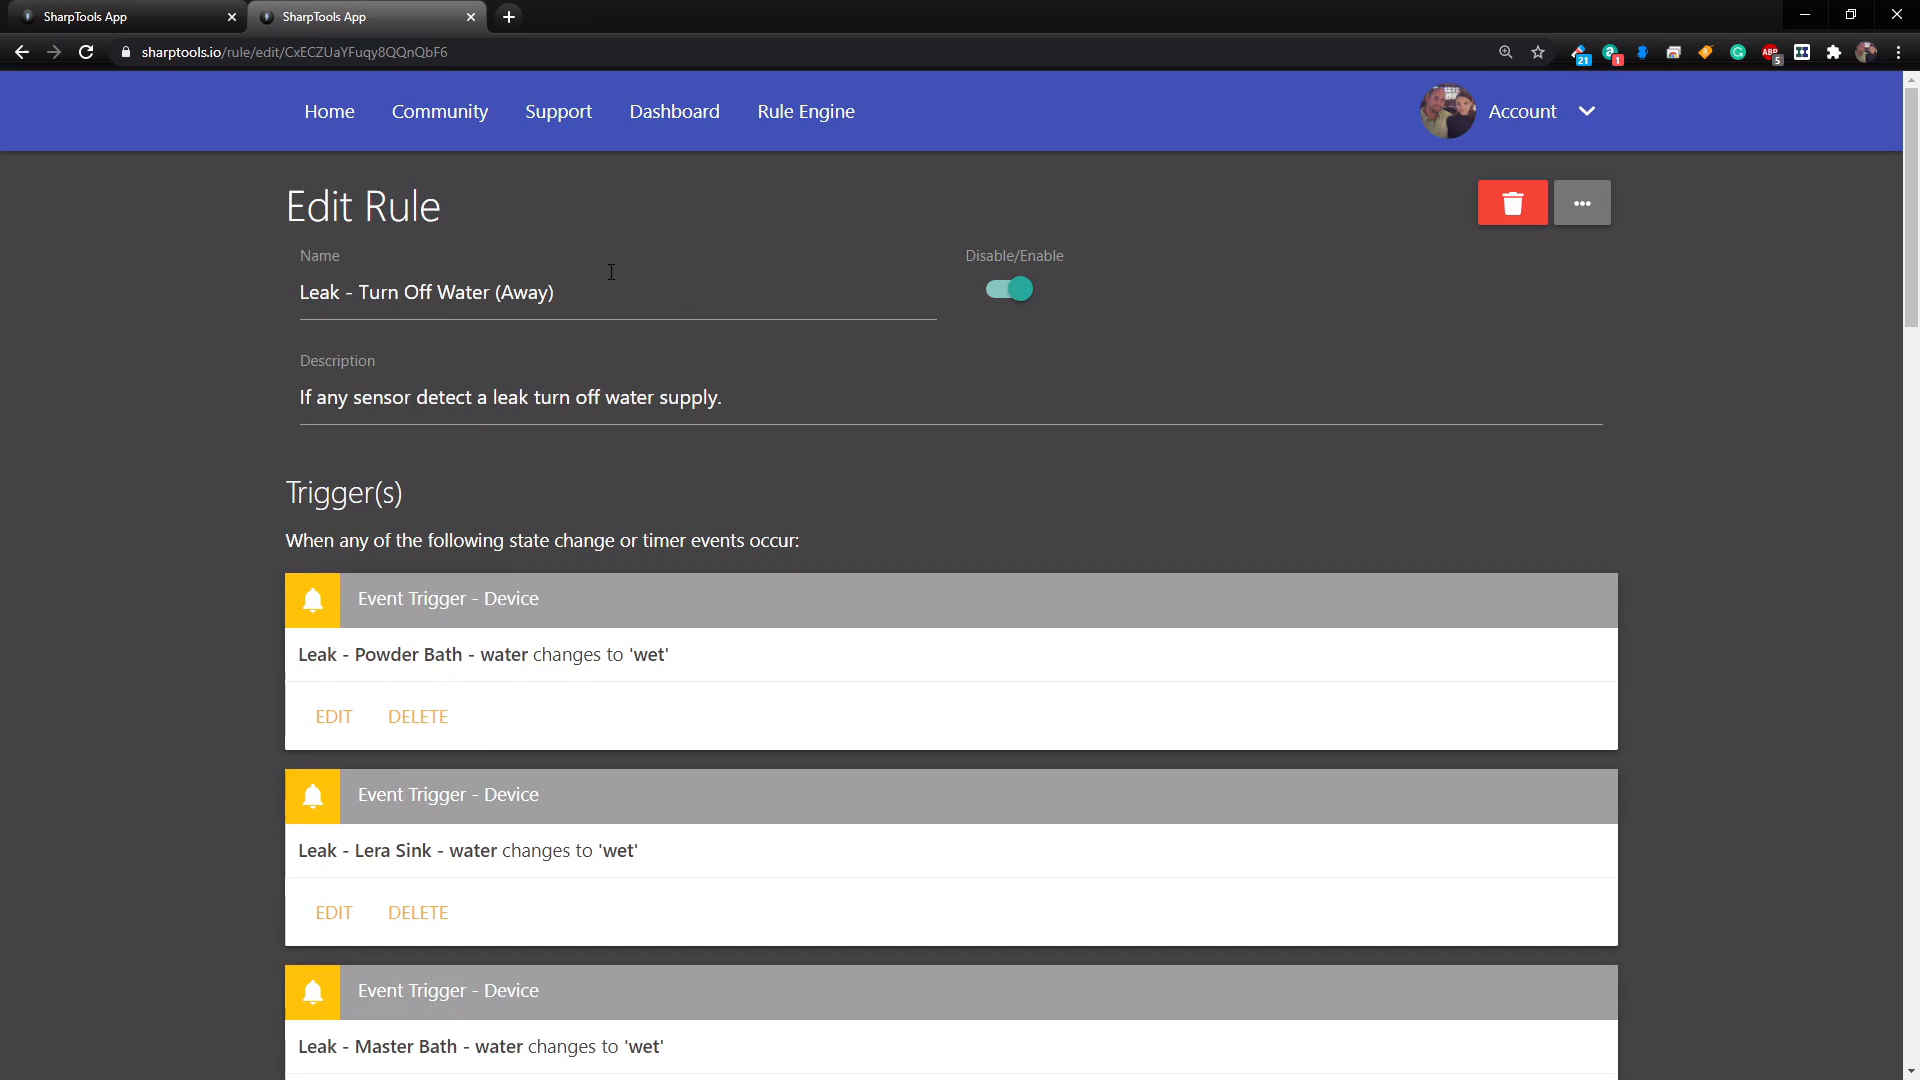 SharpTools App
SharpTools App
sharptools.io/rule/edit/CxECZUaYFuqy8QQnQbF6
21
1
ABP
5
Home
Community
Support
Dashboard
Rule Engine
Account
Edit Rule
Name
Disable/Enable
Leak - Turn Off Water (Away)
Description
If any sensor detect a leak turn off water supply.
Trigger(s)
When any of the following state change or timer events occur:
Event Trigger - Device
Leak - Powder Bath - water changes to 'wet'
EDIT DELETE
Event Trigger - Device
Leak - Lera Sink - water changes to 'wet'
EDIT DELETE
Event Trigger - Device
Leak - Master Bath - water changes to 'wet'